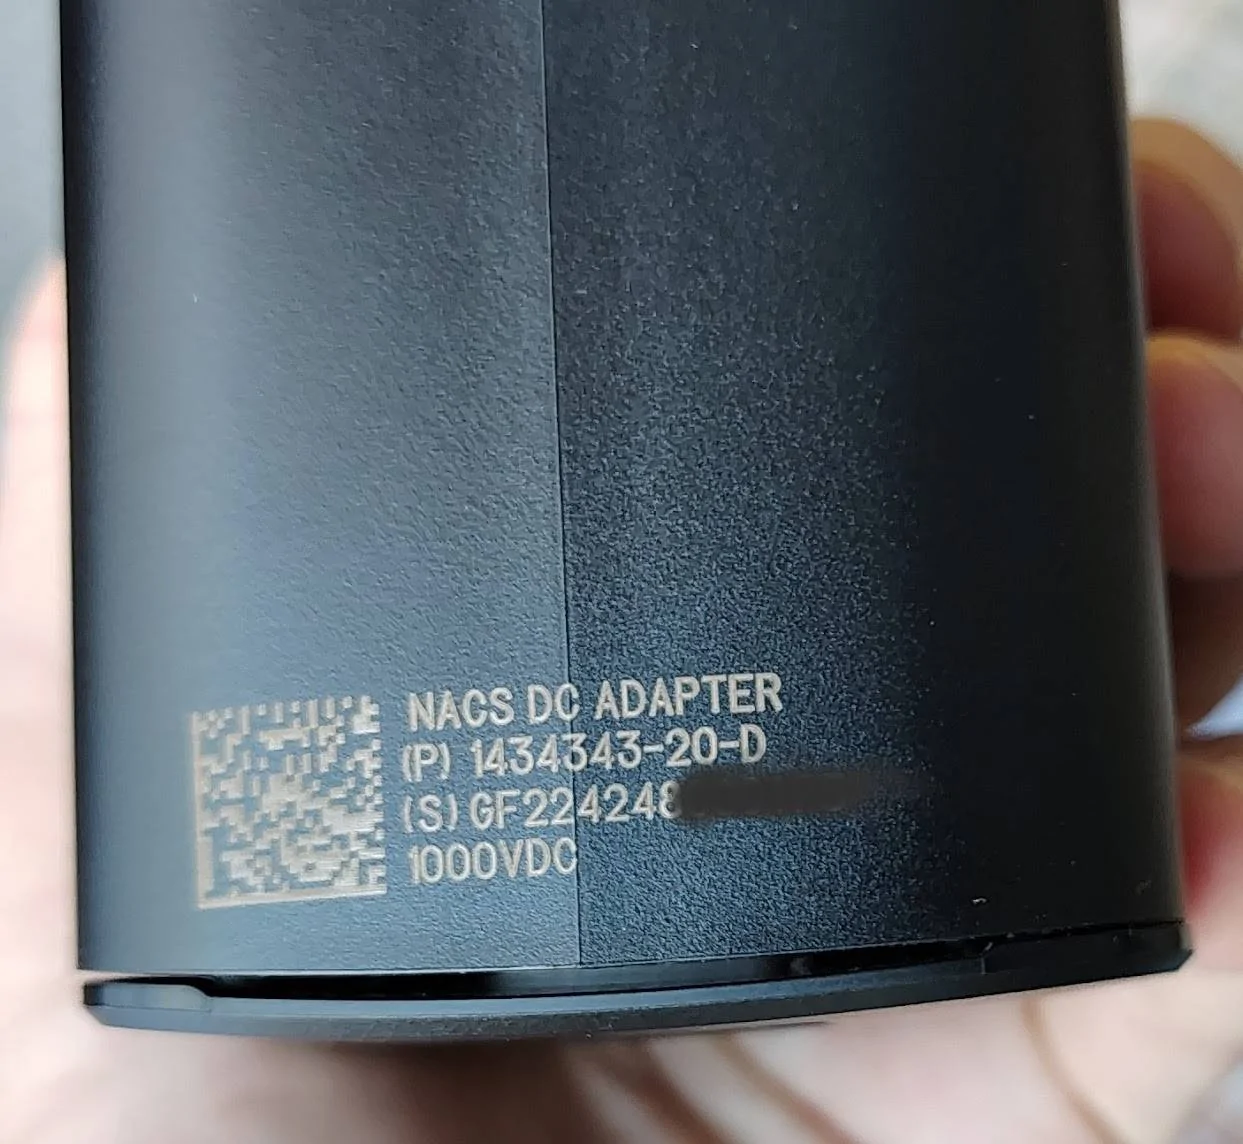 NACS DC ADAPTER
(P) 1434343-20-D
(S) GF224248
1000VDC